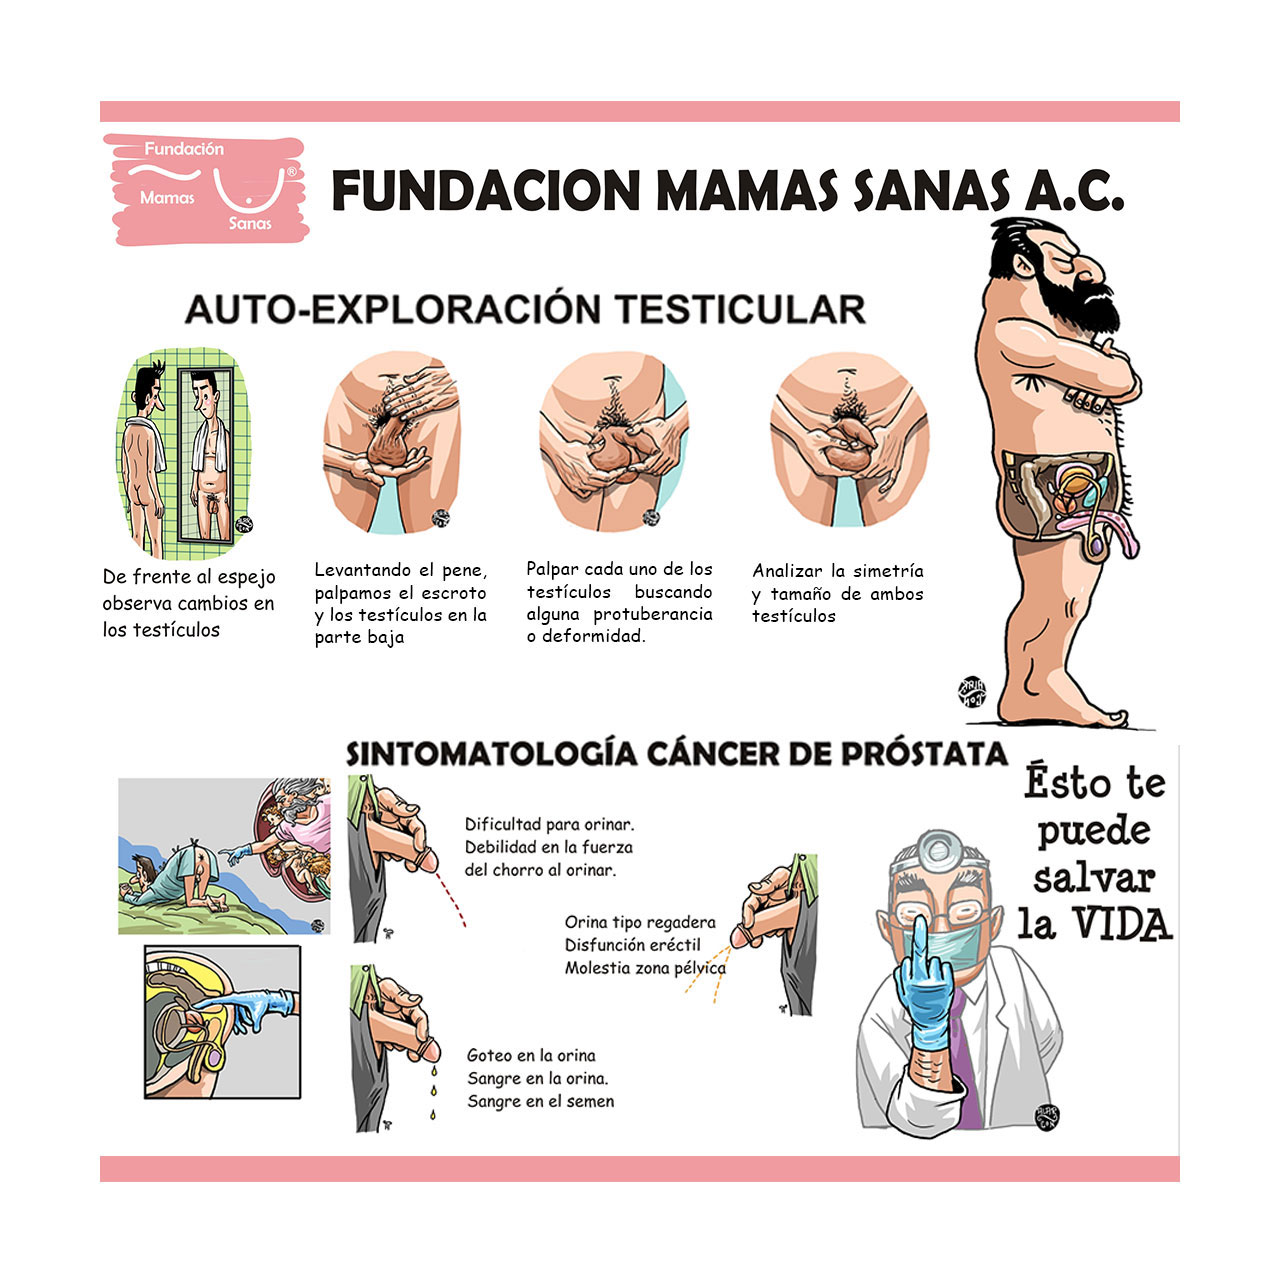 Fundación
Mamas
®
Sanas
FUNDACION MAMAS SANAS A.C.
AUTO-EXPLORACIÓN TESTICULAR
De frente al espejo
observa cambios en
los testículos
Levantando el pene,
palpamos el escroto
y los testículos en la
parte baja
Palpar cada uno de los
testículos buscando
alguna protuberancia
o deformidad.
Analizar la simetría
y tamaño de ambos
testículos
SINTOMATOLOGÍA CÁNCER DE PRÓSTATA
Dificultad para orinar.
Debilidad en la fuerza
del chorro al orinar.
Orina tipo regadera
Disfunción eréctil
Molestia zona pélvica
Goteo en la orina
Sangre en la orina.
Sangre en el semen
Ésto te
puede
salvar
la VIDA